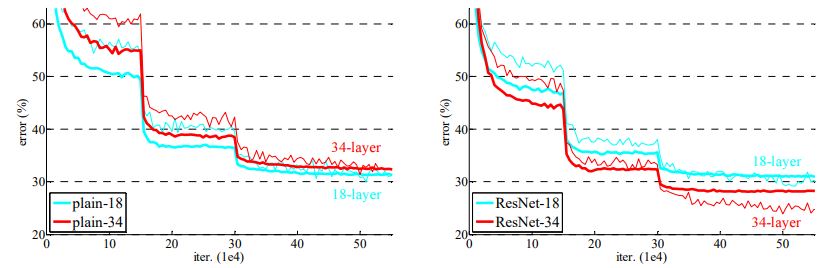 60
50
40
30
20
error (%)
0 10 20 30 40 50
iter. (1e4)
34-layer
18-layer
plain-18
plain-34
60
50
40
30
20
error (%)
0 10 20 30 40 50
iter. (1e4)
18-layer
34-layer
ResNet-18
ResNet-34